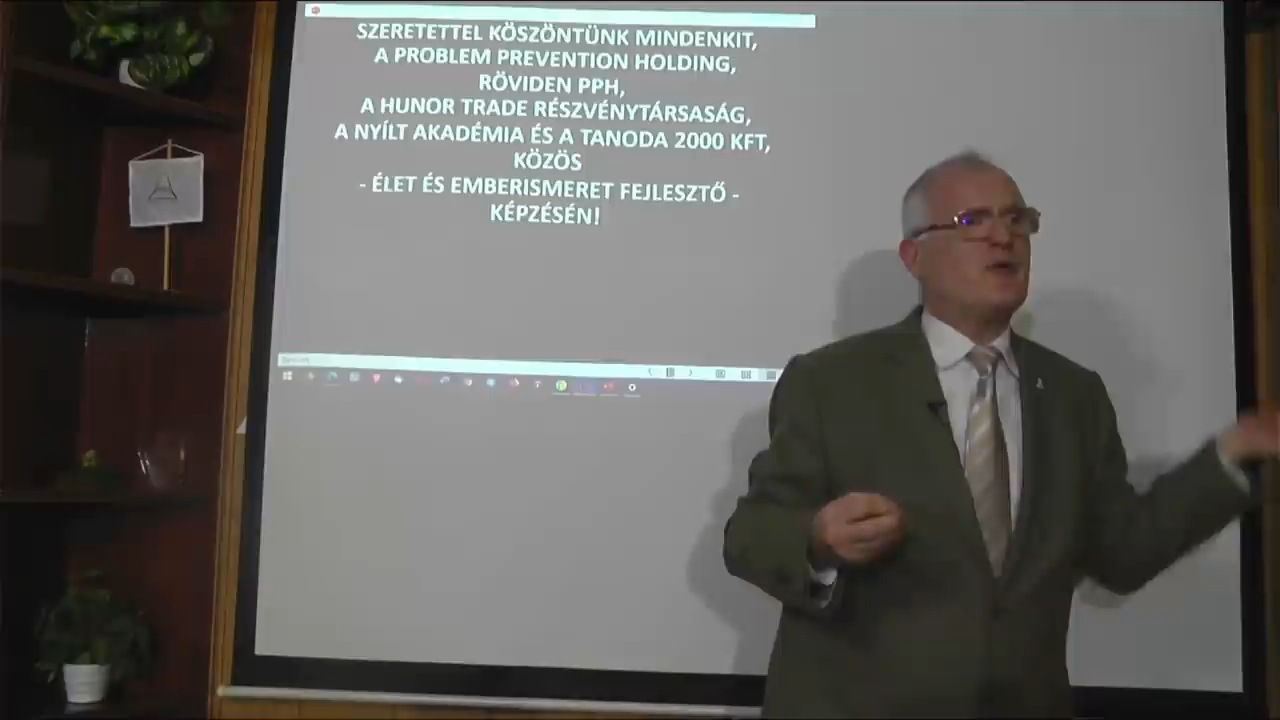 SZERETETTEL KÖSZÖNTÜNK MINDENKIT,
A PROBLEM PREVENTION HOLDING,
RÖVIDEN PPH,
A HUNOR TRADE RÉSZVÉNYTÁRSASÁG,
A NYÍLT AKADÉMIA ÉS A TANODA 2000 KFT,
KÖZÖS
- ÉLET ÉS EMBERISMERET FEJLESZTŐ -
KÉPZÉSÉN!